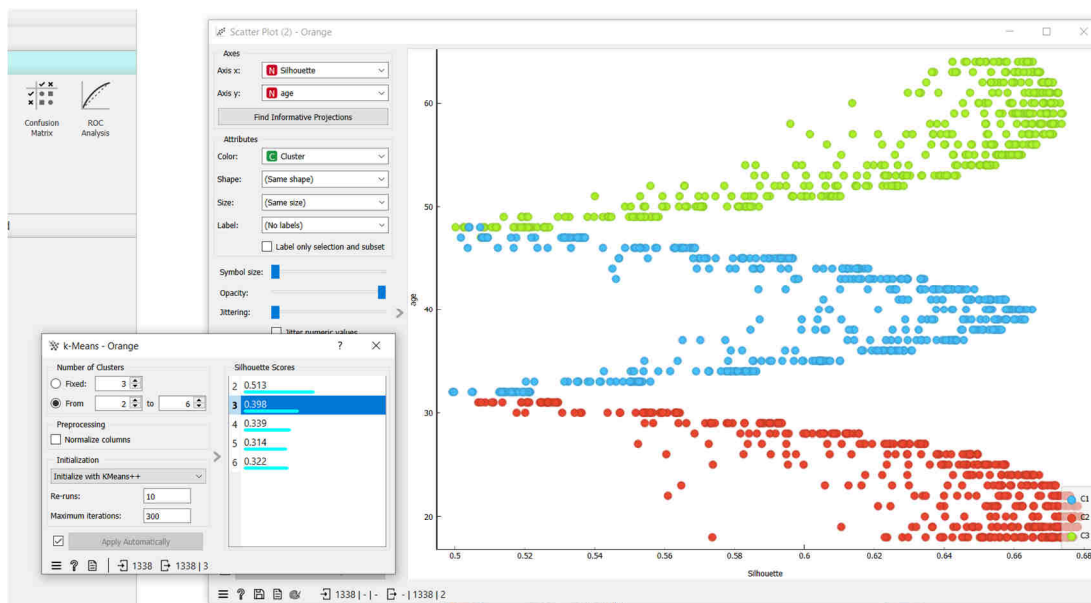 Scatter Plot (2) - Orange
Axes
Axis x: N Silhouette
Axis y: N age
Find Informative Projections
Attributes
Color: C Cluster
Shape: (Same shape)
Size: (Same size)
Label: (No labels)
Label only selection and subset
Symbol size:
Opacity:
Jittering:
Jitter numeric values
1338 | - | - - | 1338 | 2
Confusion
Matrix
ROC
Analysis
age
60
50
40
30
20
0.5 0.52 0.54 0.56 0.58 0.6 0.62 0.64 0.66 0.68
Silhouette
C1
C2
C3
k-Means - Orange ?
Number of Clusters
Fixed: 3
From 2 to 6
Preprocessing
Normalize columns
Initialization
Initialize with KMeans++
Re-runs: 10
Maximum iterations: 300
Apply Automatically
1338 1338 | 3
Silhouette Scores
2 0.513
3 0.398
4 0.339
5 0.314
6 0.322